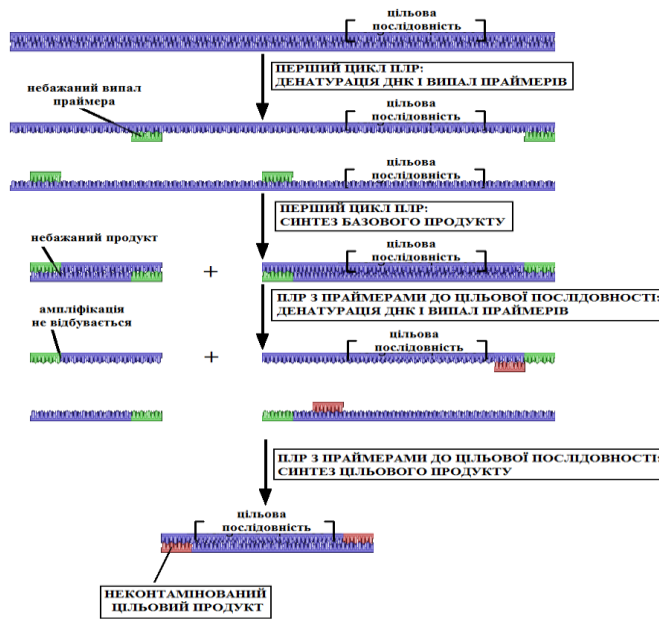 цільова
послідовність
ПЕРШИЙ ЦИКЛ ПЛР:
ДЕНАТУРАЦІЯ ДНК І ВИПАЛ ПРАЙМЕРІВ
небажаний випал
праймера
цільова
послідовність
цільова
послідовність
ПЕРШИЙ ЦИКЛ ПЛР:
СИНТЕЗ БАЗОВОГО ПРОДУКТУ
небажаний продукт
цільова
послідовність
+
ПЛР З ПРАЙМЕРАМИ ДО ЦІЛЬОВОЇ ПОСЛІДОВНОСТІ:
ДЕНАТУРАЦІЯ ДНК І ВИПАЛ ПРАЙМЕРІВ
ампліфікація
не відбувається
цільова
послідовність
+
ПЛР З ПРАЙМЕРАМИ ДО ЦІЛЬОВОЇ ПОСЛІДОВНОСТІ:
СИНТЕЗ ЦІЛЬОВОГО ПРОДУКТУ
цільова
послідовність
НЕКОНТАМІНОВАНИЙ
ЦІЛЬОВИЙ ПРОДУКТ